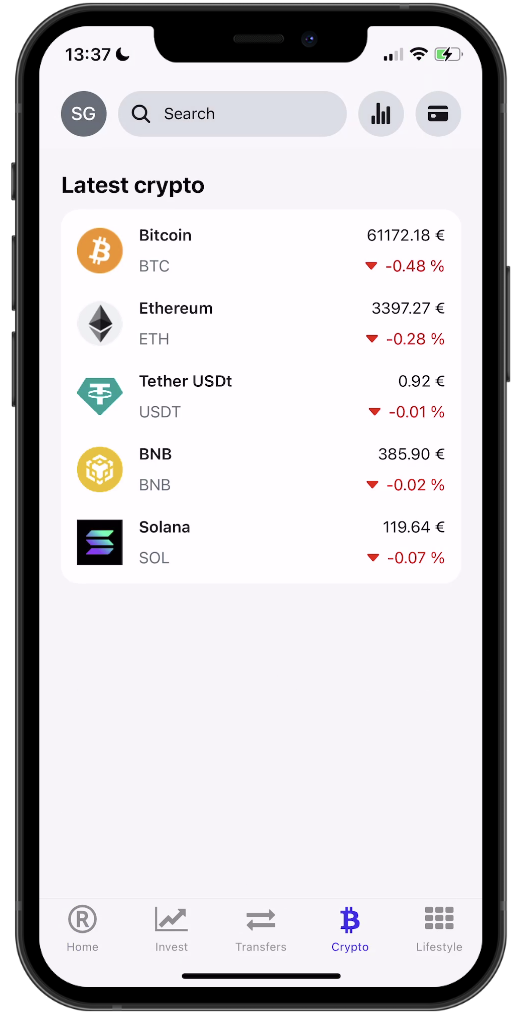 13:37
SG
Search
Latest crypto
Bitcoin
61172.18 €
BTC
-0.48 %
Ethereum
3397.27 €
ETH
-0.28 %
Tether USDt
0.92 €
USDT
-0.01 %
BNB
385.90 €
BNB
-0.02 %
Solana
119.64 €
SOL
-0.07 %
Home
Invest
Transfers
Crypto
Lifestyle